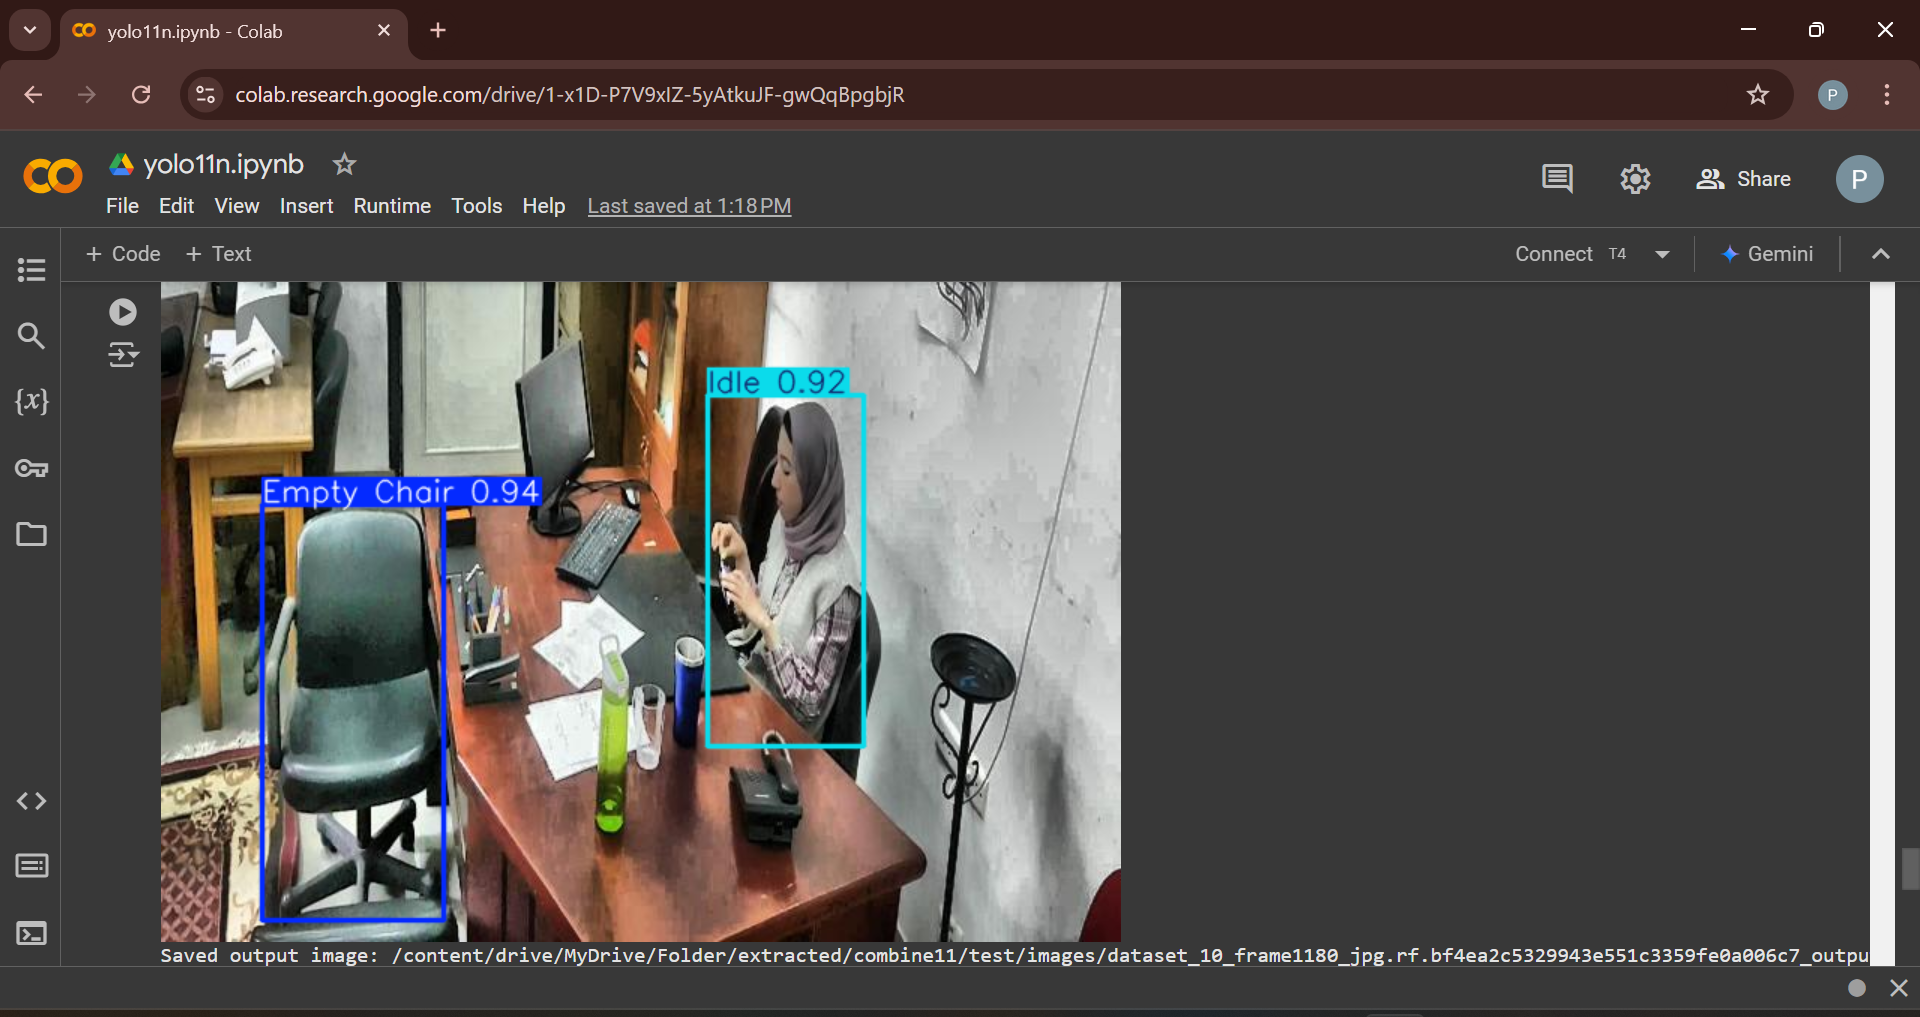 yolo11n.ipynb - Colab
colab.research.google.com/drive/1-x1D-P7V9xIZ-5yAtkuJF-gwQqBpgbjR
P
yolo11n.ipynb
Share
P
File Edit View Insert Runtime Tools Help Last saved at 1:18 PM
+ Code + Text
Connect T4
Gemini
{x}
Idle 0.92
Empty Chair 0.94
Saved output image: /content/drive/MyDrive/Folder/extracted/combine11/test/images/dataset_10_frame1180_jpg.rf.bf4ea2c5329943e551c3359fe0a006c7_outpu